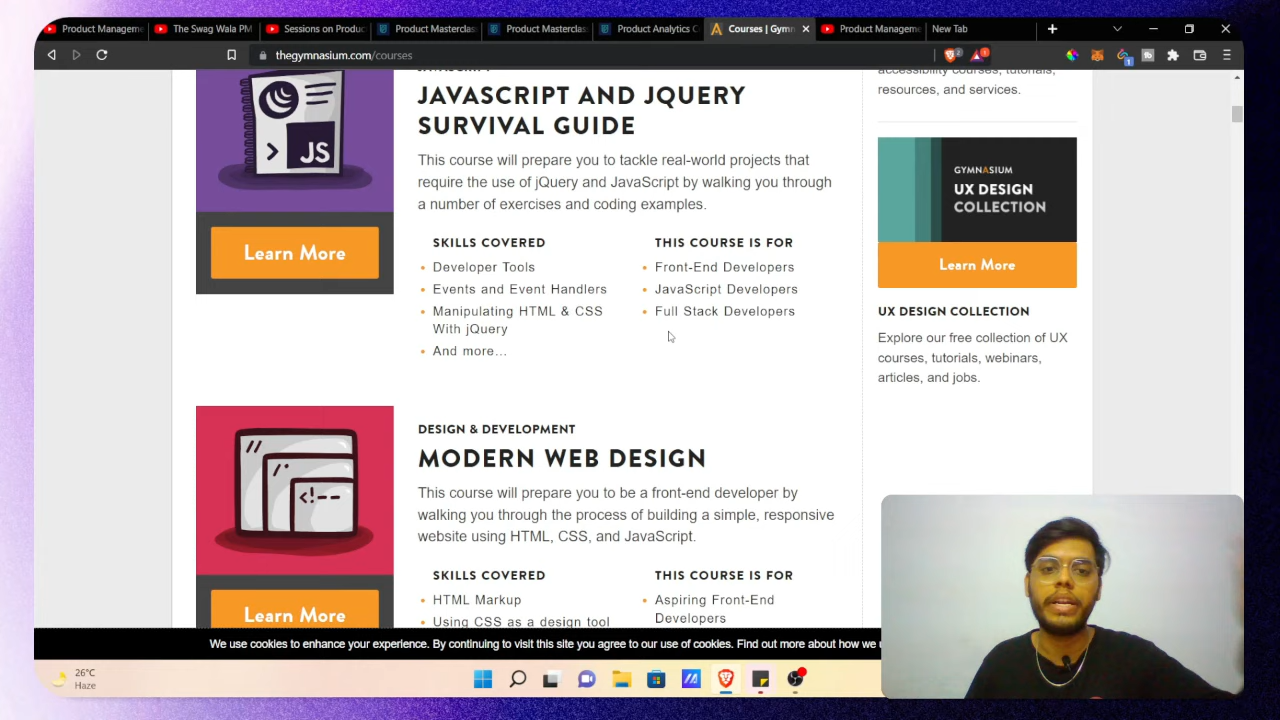 Product Manageme
The Swag Wala PM
Sessions on Produc
Product Masterclas
Product Masterclas
Product Analytics C
Courses | Gymn
Product Manageme
New Tab
thegymnasium.com/courses
JAVASCRIPT AND JQUERY
SURVIVAL GUIDE
This course will prepare you to tackle real-world projects that
require the use of jQuery and JavaScript by walking you through
a number of exercises and coding examples.
JS
Learn More
SKILLS COVERED
Developer Tools
Events and Event Handlers
Manipulating HTML & CSS
With jQuery
And more...
THIS COURSE IS FOR
Front-End Developers
JavaScript Developers
Full Stack Developers
DESIGN & DEVELOPMENT
MODERN WEB DESIGN
This course will prepare you to be a front-end developer by
walking you through the process of building a simple, responsive
website using HTML, CSS, and JavaScript.
//
/*
<!--
Learn More
SKILLS COVERED
HTML Markup
Using CSS as a design tool
THIS COURSE IS FOR
Aspiring Front-End
Developers
accessibility courses, tutorials,
resources, and services.
GYMNASIUM
UX DESIGN
COLLECTION
Learn More
UX DESIGN COLLECTION
Explore our free collection of UX
courses, tutorials, webinars,
articles, and jobs.
We use cookies to enhance your experience. By continuing to visit this site you agree to our use of cookies. Find out more about how we u
26°C
Haze